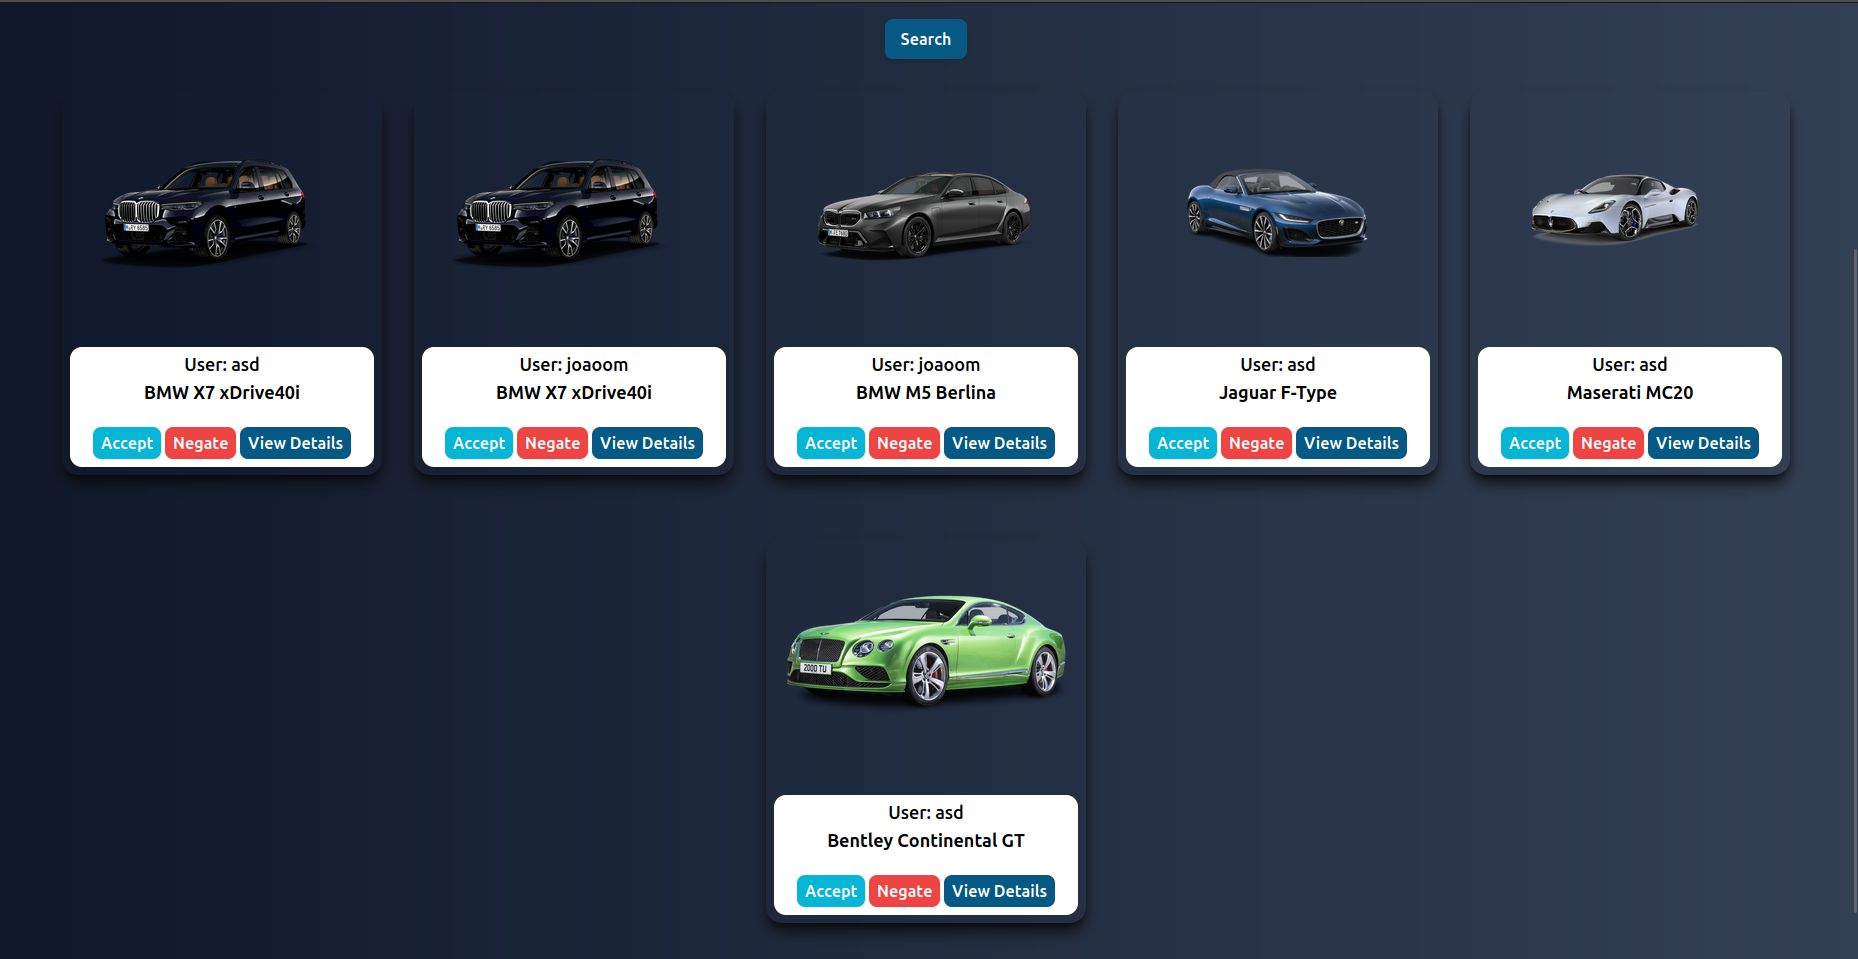 Search
User: asd
BMW X7 xDrive40i
Accept Negate View Details
User: joaoom
BMW X7 xDrive40i
Accept Negate View Details
User: joaoom
BMW M5 Berlina
Accept Negate View Details
User: asd
Jaguar F-Type
Accept Negate View Details
User: asd
Maserati MC20
Accept Negate View Details
2000 TU
User: asd
Bentley Continental GT
Accept Negate View Details